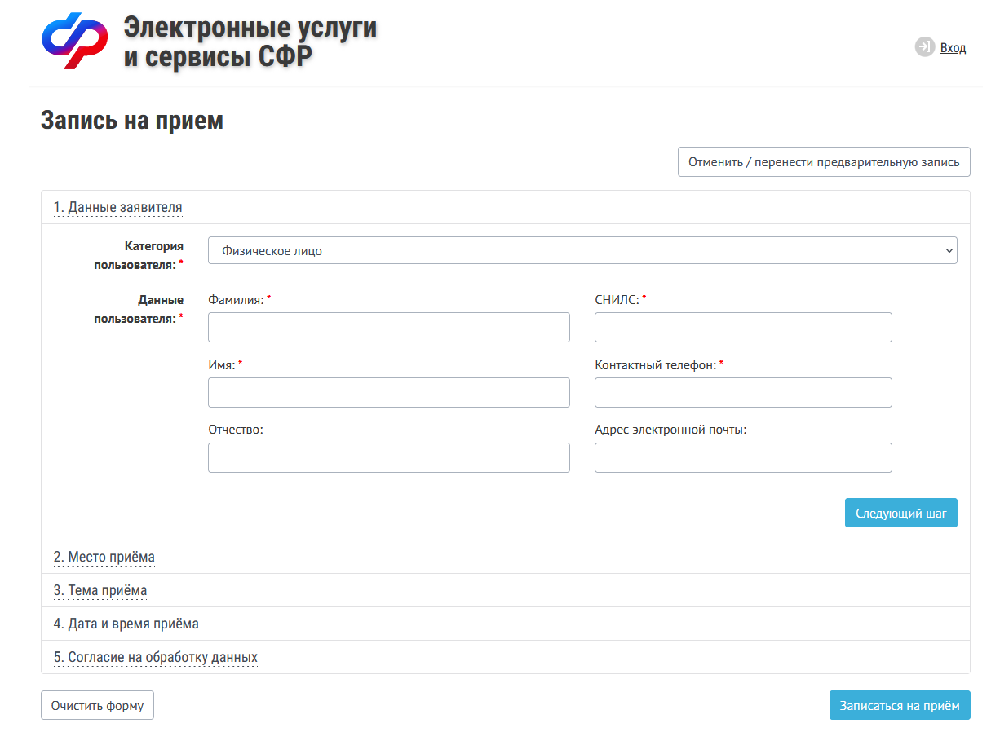 Электронные услуги
и сервисы СФР
Вход
Запись на прием
Отменить / перенести предварительную запись
1. Данные заявителя
Категория
пользователя: *
Физическое лицо
Данные
пользователя: *
Фамилия: *
СНИЛС: *
Имя: *
Контактный телефон: *
Отчество:
Адрес электронной почты:
Следующий шаг
2. Место приёма
3. Тема приёма
4. Дата и время приёма
5. Согласие на обработку данных
Очистить форму
Записаться на приём